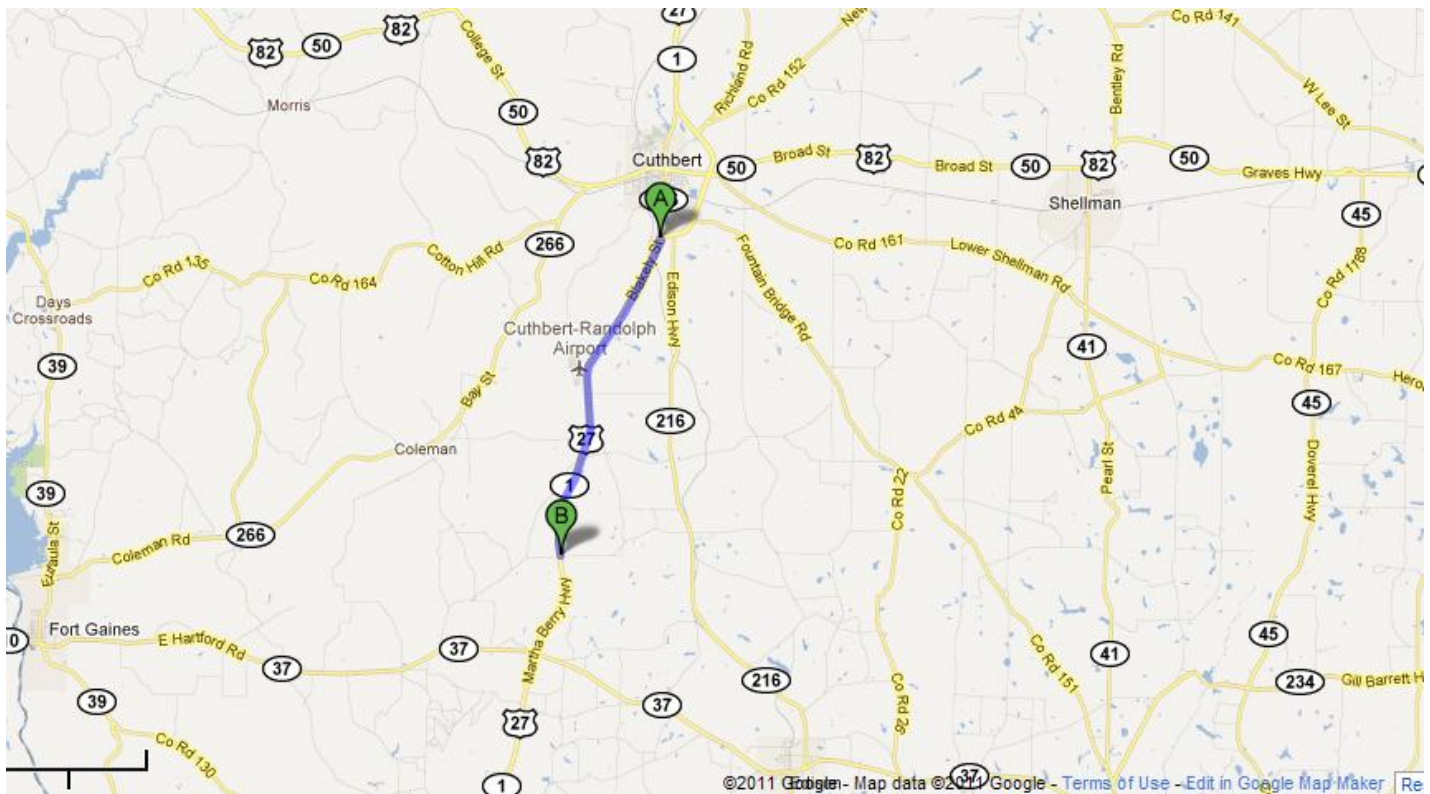 27
New
Co Rd 141
82
50
82
College St
1
Richland Rd
Co Rd 152
Bentley Rd
W Lee St
Morris
50
82
Cuthbert
50
Broad St
82
Broad St
50
82
50
Graves Hwy
A
Shellman
45
266
Cotton Hill Rd
Co Rd 135
Co Rd 164
Days
Crossroads
Blakely St
Edison Hwy
Fountain Bridge Rd
Co Rd 161
Lower Shellman Rd
Co Rd 1788
Cuthbert-Randolph
Airport
39
Bay St
41
Co Rd 167
Herod
45
216
Co Rd 44
27
Coleman
Pearl St
Doverel Hwy
39
1
Co Rd 22
B
266
Eufaula St
Coleman Rd
Martha Berry Hwy
Fort Gaines
E Hartford Rd
37
37
45
41
Co Rd 151
216
234
Gill Barrett H
39
37
Co Rd 26
27
Co Rd 130
1
37
©2011 Google - Map data ©2011 Google - Terms of Use - Edit in Google Map Maker
Edison
Re